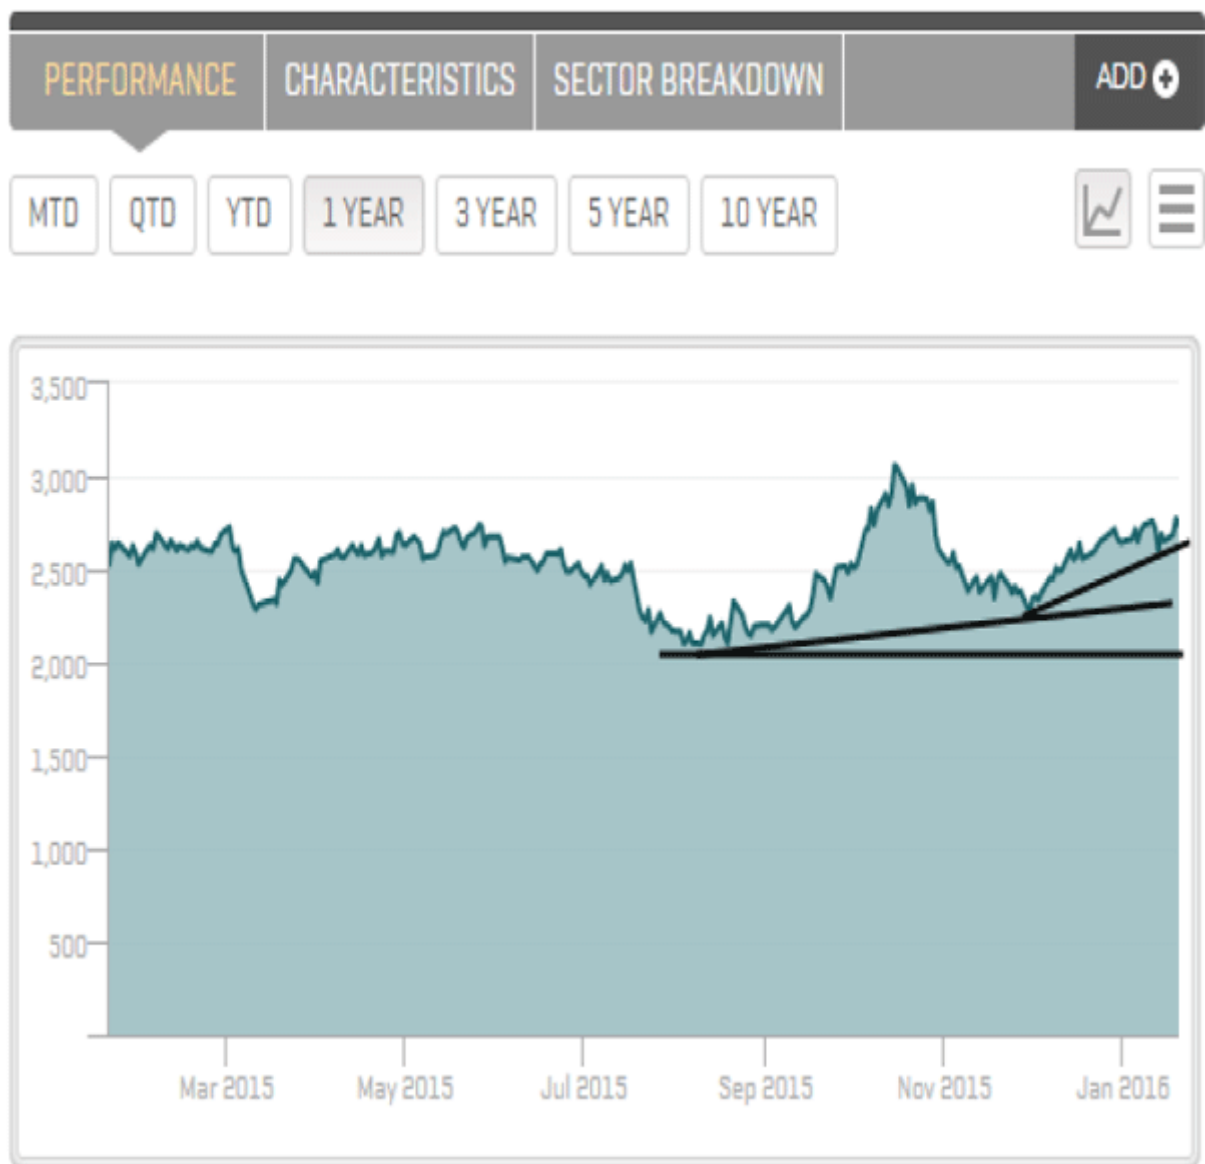 PERFORMANCE CHARACTERISTICS SECTOR BREAKDOWN ADD
MTD QTD YTD 1 YEAR 3 YEAR 5 YEAR 10 YEAR
3,500
3,000
2,500
2,000
1,500
1,000
500
Mar 2015 May 2015 Jul 2015 Sep 2015 Nov 2015 Jan 2016